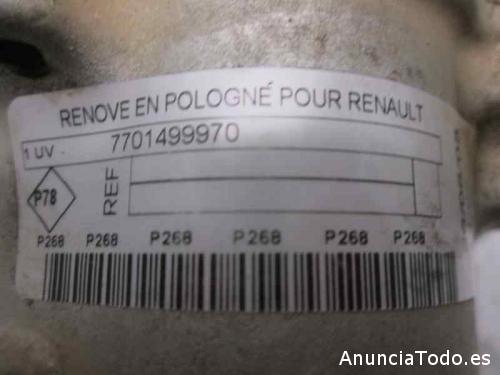 RENOVE EN POLOGNÉ POUR RENAULT
1 UV 7701499970
P78
REF
P268 P268 P268 P268 P268 P268
AnunciaTodo.es